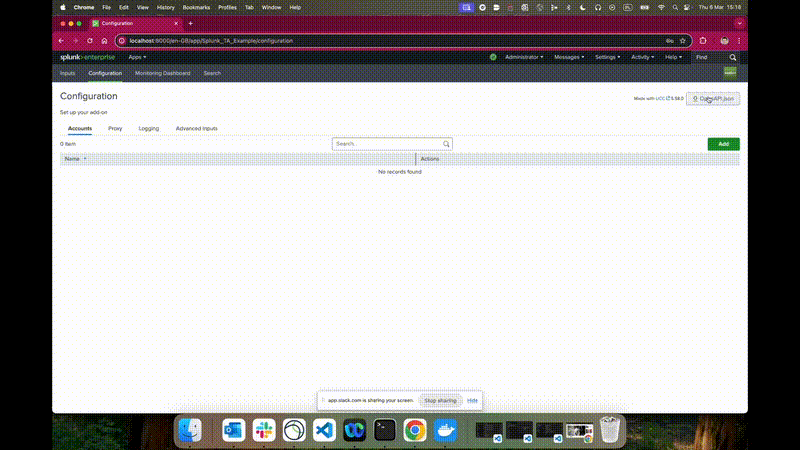 Chrome File Edit View History Bookmarks Profiles Tab Window Help Thu 6 Mar 15:18
Configuration
localhost:8000/en-GB/app/Splunk_TA_Example/configuration
splunk>enterprise Apps Administrator Messages Settings Activity Help Find
Inputs Configuration Monitoring Dashboard Search
Configuration
Made with UCC 5.58.0 OpenAPI.json
Set up your add-on
Accounts Proxy Logging Advanced Inputs
0 Item Search... Add
Name Actions
No records found
app.slack.com is sharing your screen. Stop sharing Hide